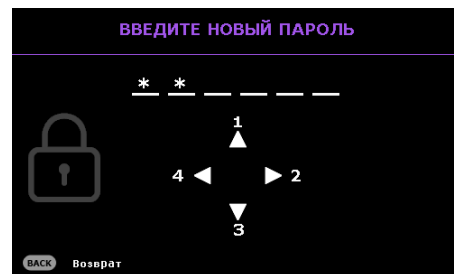 ВВЕДИТЕ НОВЫЙ ПАРОЛЬ
* * _ _ _ _
1
4 2
3
BACK Возврат